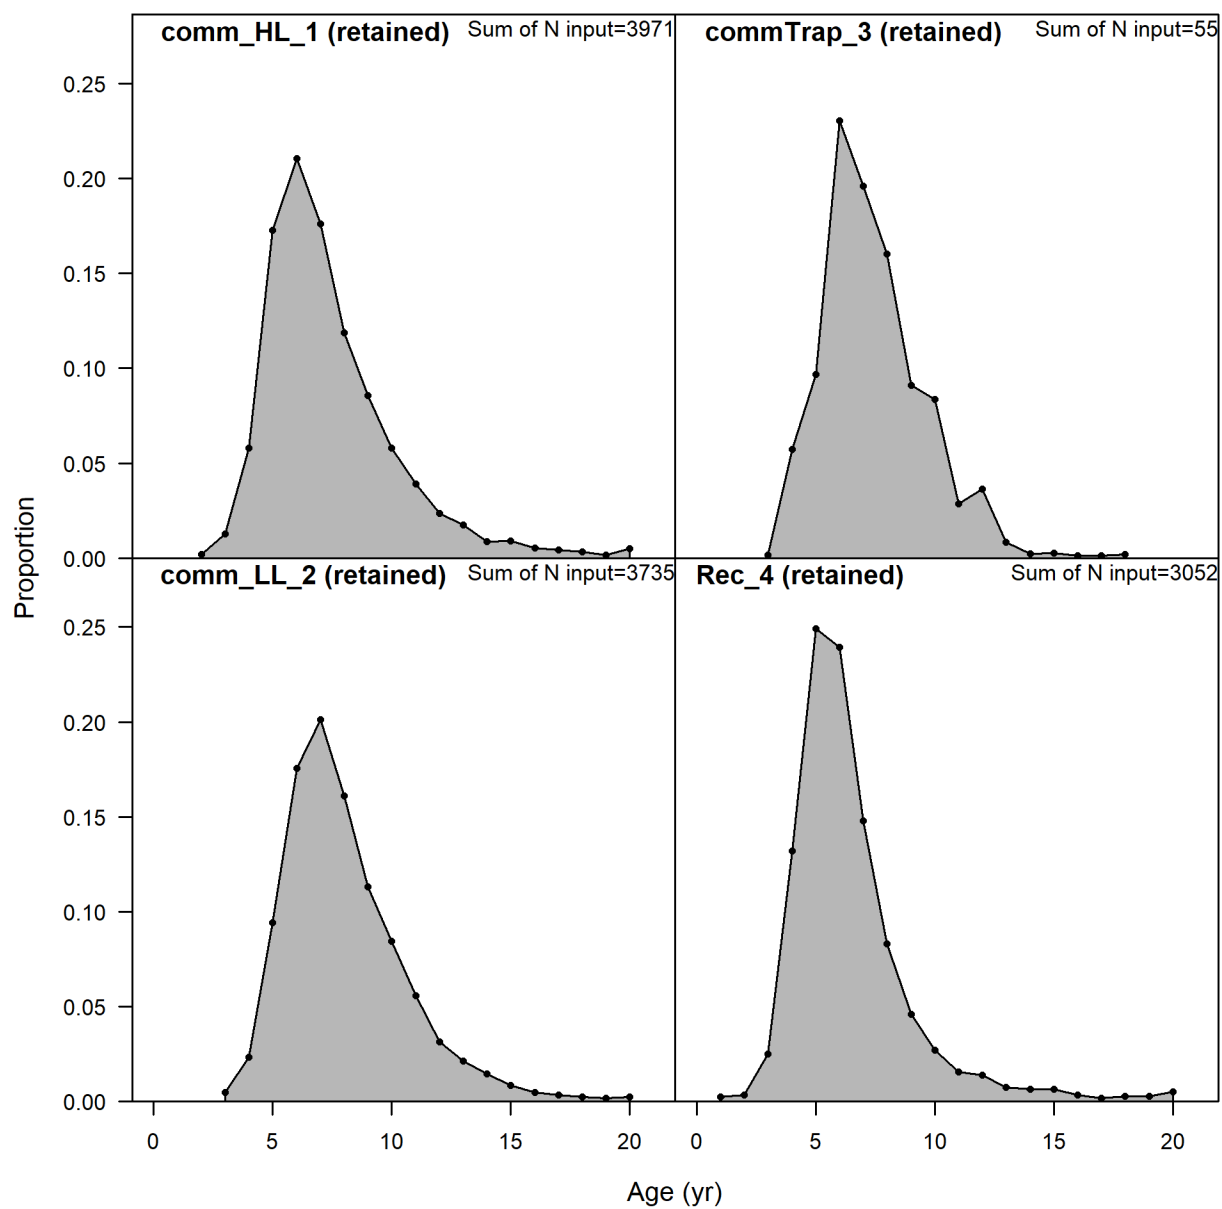 comm_HL_1 (retained) Sum of N input=3971
commTrap_3 (retained) Sum of N input=55
0.25
0.20
0.15
0.10
0.05
0.00
comm_LL_2 (retained) Sum of N input=3735
Rec_4 (retained) Sum of N input=3052
0.25
0.20
0.15
0.10
0.05
0.00
Proportion
0 5 10 15 20
0 5 10 15 20
Age (yr)